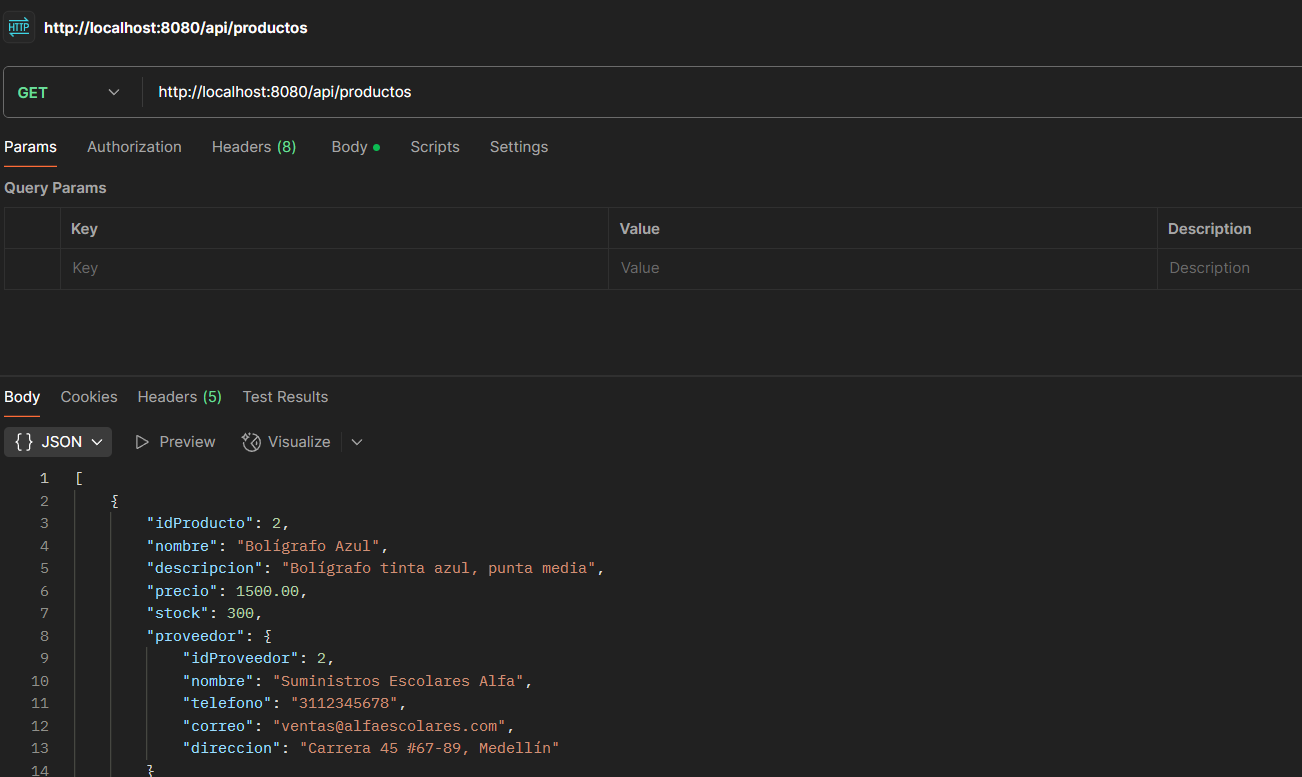 HTTP http://localhost:8080/api/productos
GET http://localhost:8080/api/productos
Params Authorization Headers (8) Body Scripts Settings
Query Params
Key Value Description
Key Value Description
Body Cookies Headers (5) Test Results
{} JSON Preview Visualize
1 [
2 {
3 "idProducto": 2,
4 "nombre": "Bolígrafo Azul",
5 "descripcion": "Bolígrafo tinta azul, punta media",
6 "precio": 1500.00,
7 "stock": 300,
8 "proveedor": {
9 "idProveedor": 2,
10 "nombre": "Suministros Escolares Alfa",
11 "telefono": "3112345678",
12 "correo": "ventas@alfaescolares.com",
13 "direccion": "Carrera 45 #67-89, Medellín"
14 }